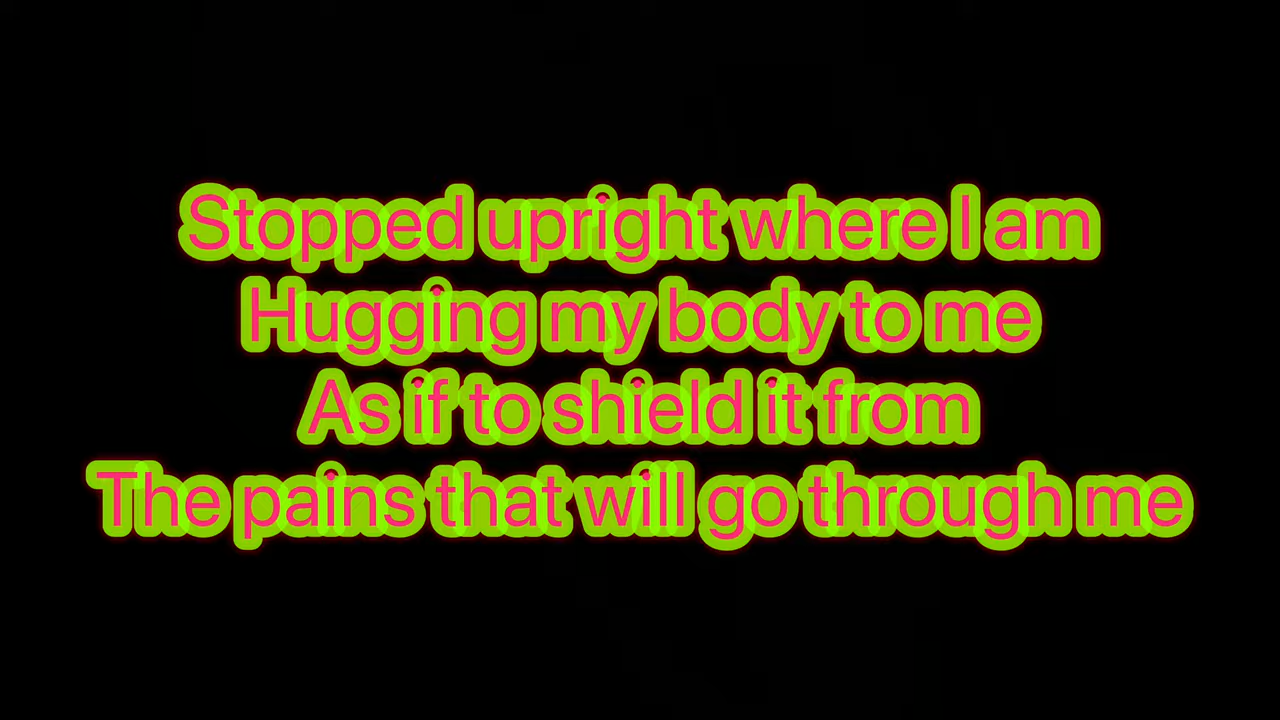 Stopped upright where I am
Hugging my body to me
As if to shield it from
The pains that will go through me